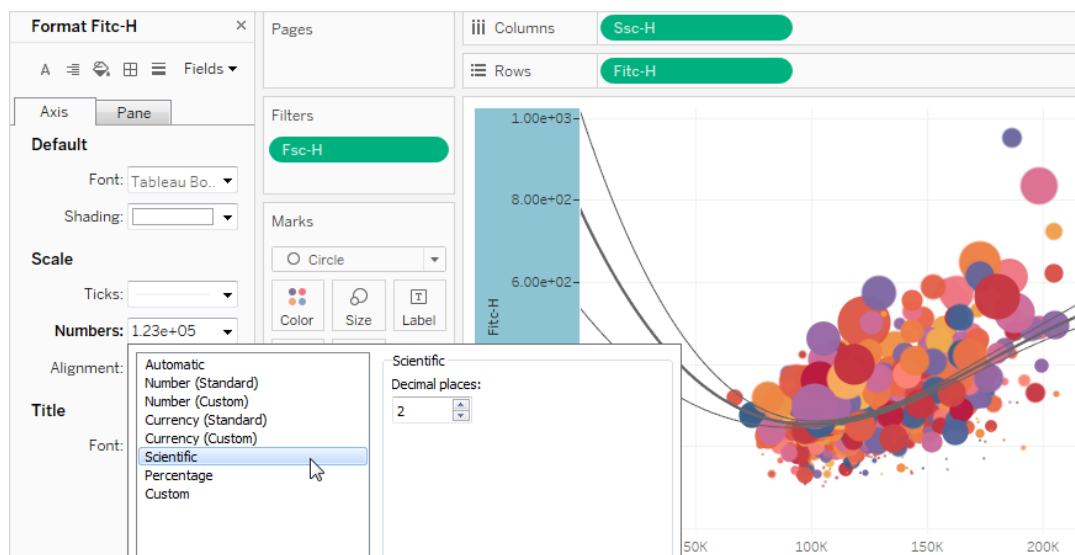 Format Fitc-H ×
A Fields
Axis Pane
Default
Font: Tableau Bo..
Shading:
Scale
Ticks:
Numbers: 1.23e+05
Alignment:
Title
Font:
Automatic
Number (Standard)
Number (Custom)
Currency (Standard)
Currency (Custom)
Scientific
Percentage
Custom
Scientific
Decimal places:
2
Pages
Filters
Fsc-H
Marks
Circle
Color Size Label
T
Columns Ssc-H
Rows Fitc-H
1.00e+03
8.00e+02
6.00e+02
Fitc-H
50K 100K 150K 200K